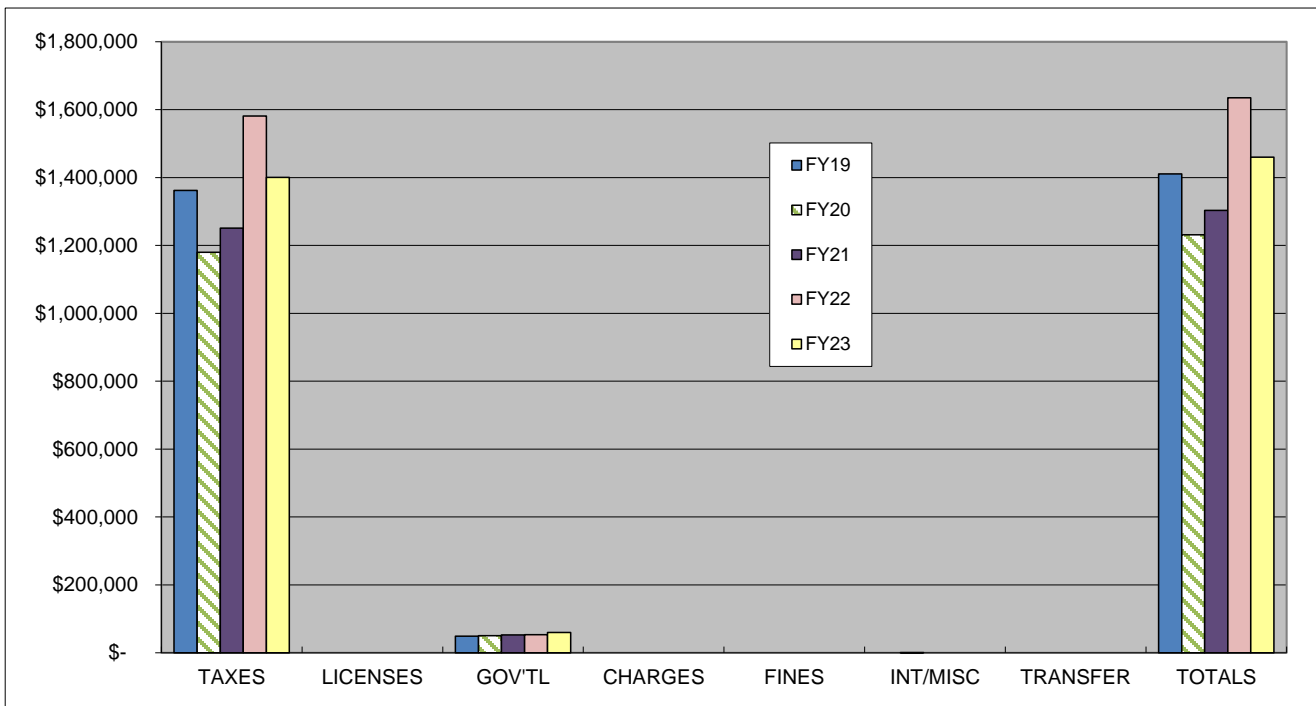 $1,800,000
$1,600,000
$1,400,000
$1,200,000
$1,000,000
$800,000
$600,000
$400,000
$200,000
$-
FY19
FY20
FY21
FY22
FY23
TAXES LICENSES GOV'TL CHARGES FINES INT/MISC TRANSFER TOTALS